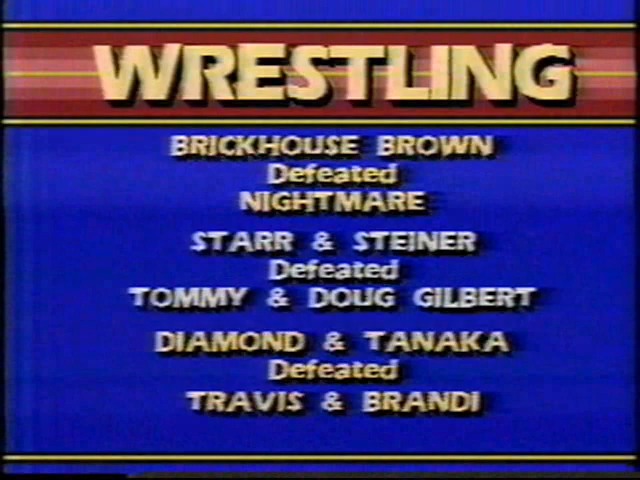 WRESTLING
BRICKHOUSE BROWN
Defeated
NIGHTMARE
STARR & STEINER
Defeated
TOMMY & DOUG GILBERT
DIAMOND & TANAKA
Defeated
TRAVIS & BRANDI